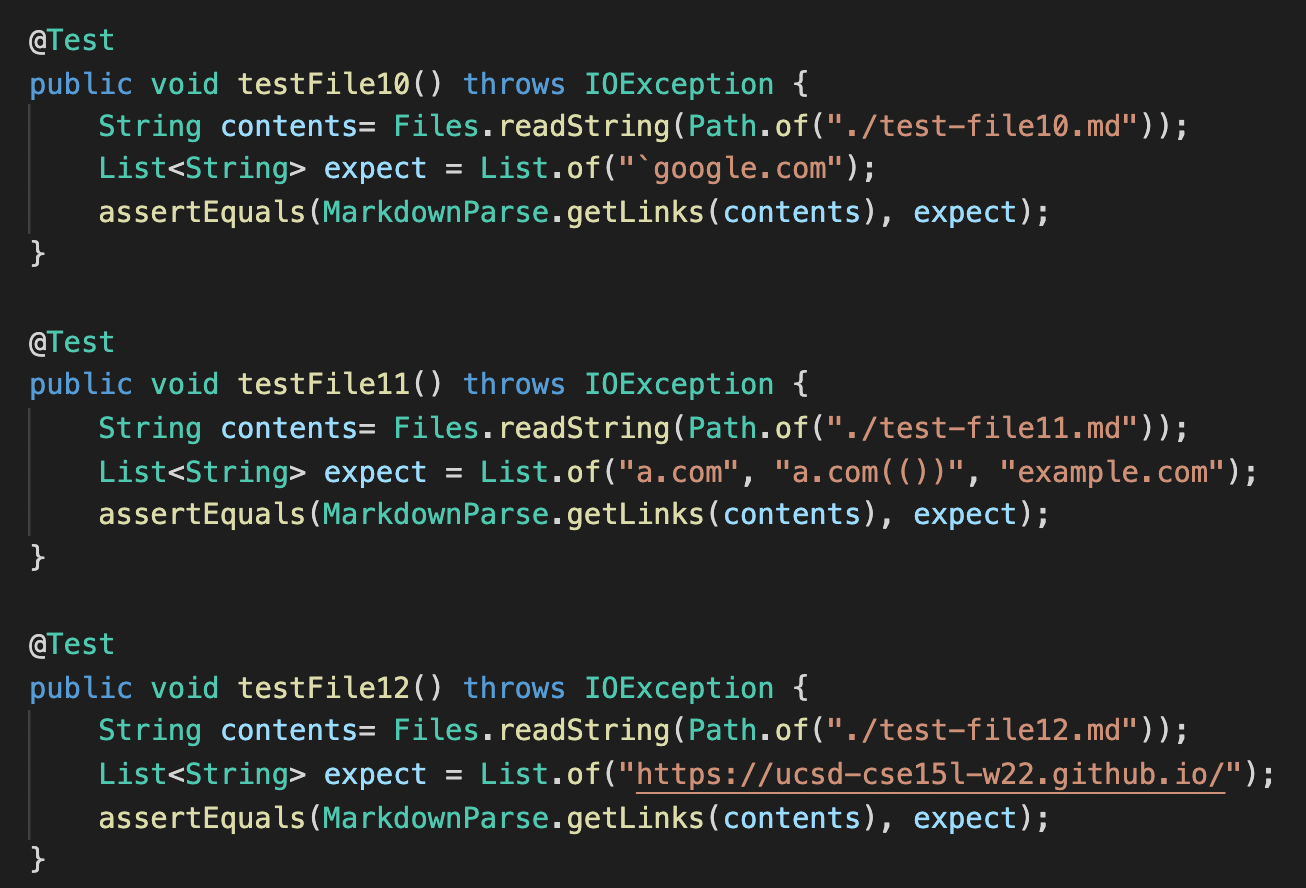 @Test
public void testFile10() throws IOException {
    String contents= Files.readString(Path.of("./test-file10.md"));
    List<String> expect = List.of("`google.com");
    assertEquals(MarkdownParse.getLinks(contents), expect);
}

@Test
public void testFile11() throws IOException {
    String contents= Files.readString(Path.of("./test-file11.md"));
    List<String> expect = List.of("a.com", "a.com(())", "example.com");
    assertEquals(MarkdownParse.getLinks(contents), expect);
}

@Test
public void testFile12() throws IOException {
    String contents= Files.readString(Path.of("./test-file12.md"));
    List<String> expect = List.of("https://ucsd-cse15l-w22.github.io/");
    assertEquals(MarkdownParse.getLinks(contents), expect);
}